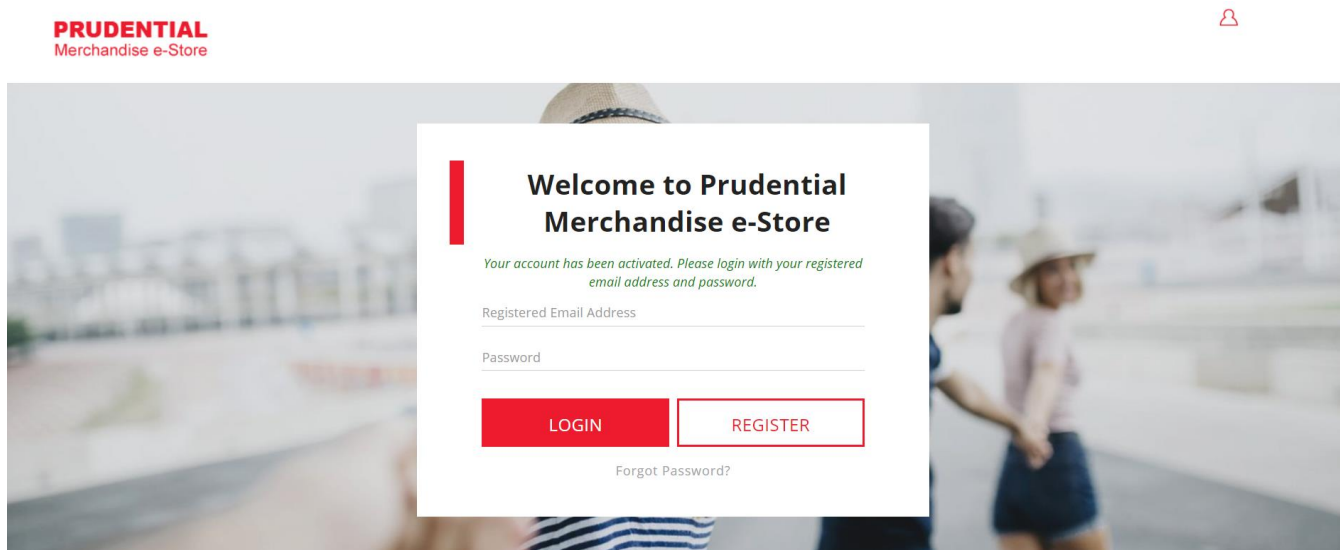 PRUDENTIAL
Merchandise e-Store
Welcome to Prudential
Merchandise e-Store
Your account has been activated. Please login with your registered
email address and password.
Registered Email Address
Password
LOGIN
REGISTER
Forgot Password?